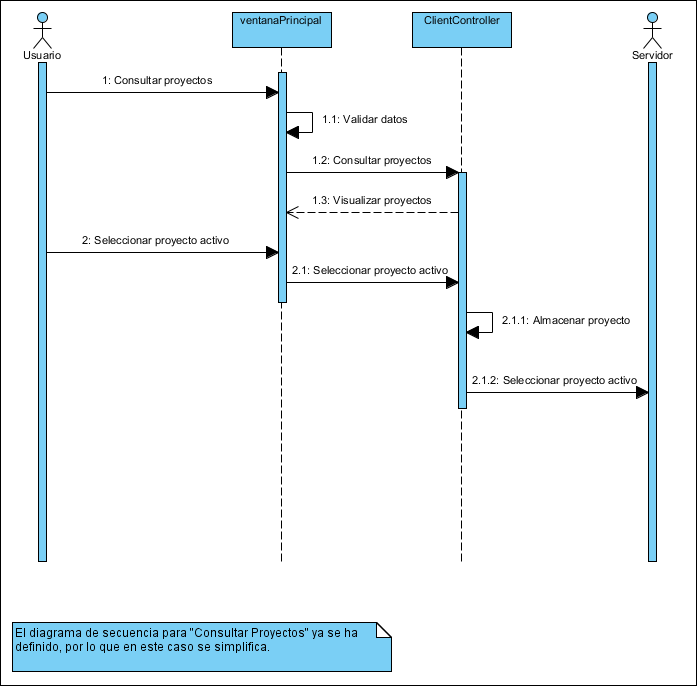 ventanaPrincipal
ClientController
Usuario
Servidor
1: Consultar proyectos
1.1: Validar datos
1.2: Consultar proyectos
1.3: Visualizar proyectos
2: Seleccionar proyecto activo
2.1: Seleccionar proyecto activo
2.1.1: Almacenar proyecto
2.1.2: Seleccionar proyecto activo
El diagrama de secuencia para "Consultar Proyectos" ya se ha
definido, por lo que en este caso se simplifica.